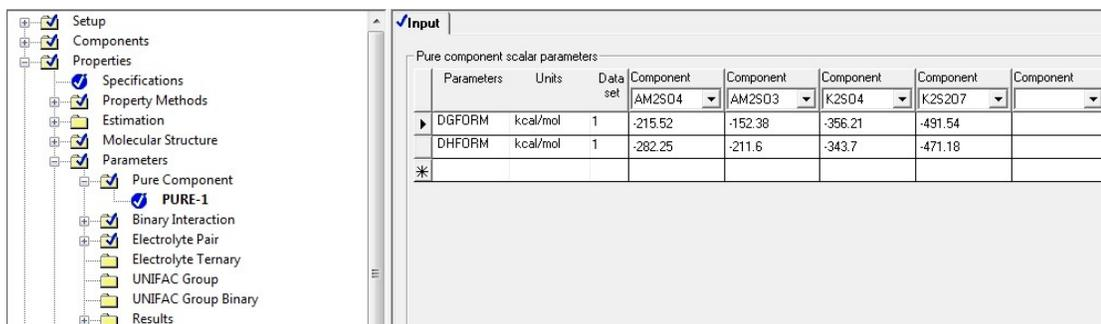 Setup
Components
Properties
Specifications
Property Methods
Estimation
Molecular Structure
Parameters
Pure Component
PURE-1
Binary Interaction
Electrolyte Pair
Electrolyte Ternary
UNIFAC Group
UNIFAC Group Binary
Results
Input
Pure component scalar parameters
Parameters Units Data set Component Component Component Component Component
AM2SO4 AM2SO3 K2SO4 K2S2O7
DGFORM kcal/mol 1 -215.52 -152.38 -356.21 -491.54
DHFORM kcal/mol 1 -282.25 -211.6 -343.7 -471.18